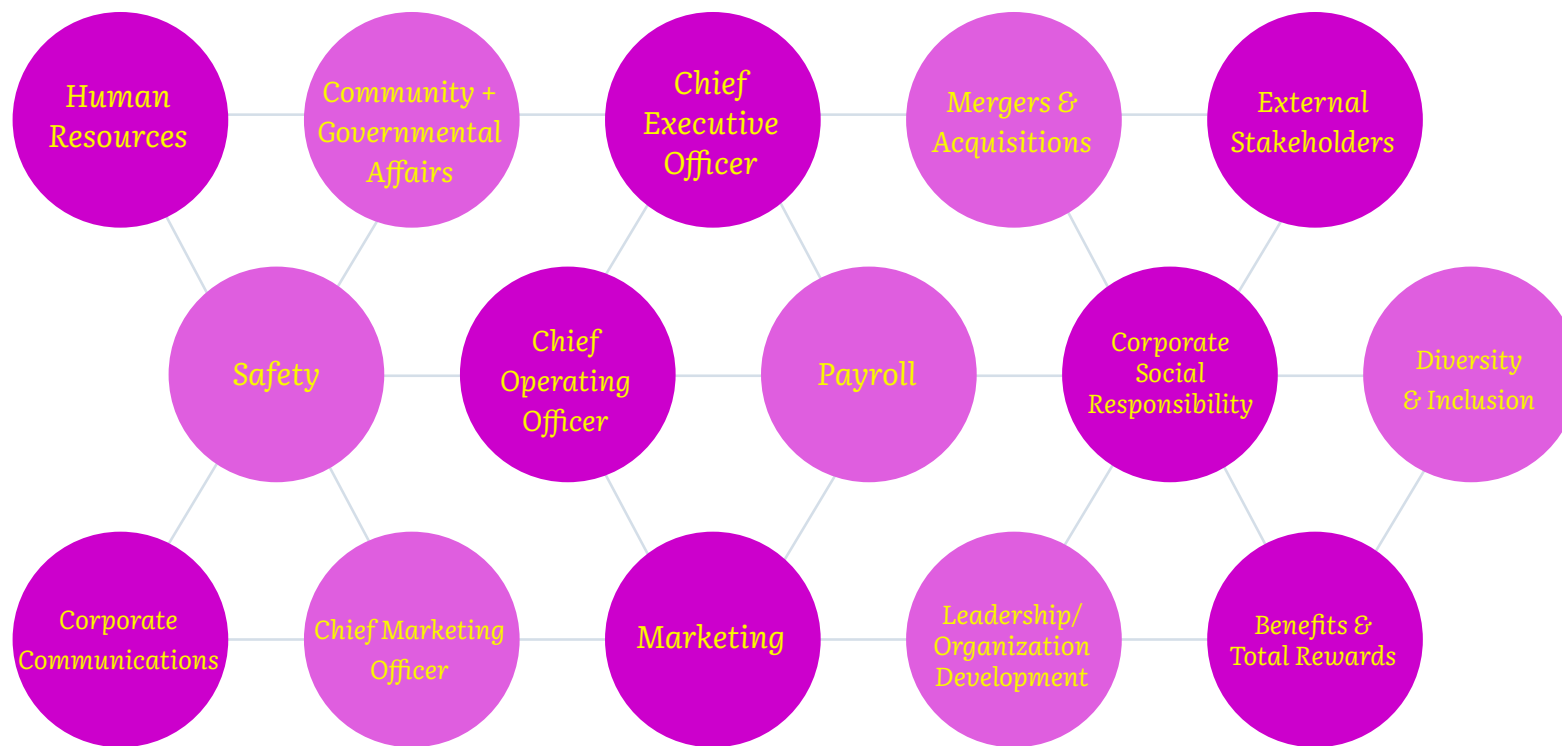 Human
Resources
Community +
Governmental
Affairs
Chief
Executive
Officer
Mergers &
Acquisitions
External
Stakeholders
Safety
Chief
Operating
Officer
Payroll
Corporate
Social
Responsibility
Diversity
& Inclusion
Corporate
Communications
Chief Marketing
Officer
Marketing
Leadership/
Organization
Development
Benefits &
Total Rewards